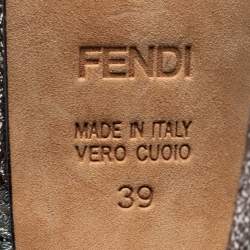 FENDI
MADE IN ITALY
VERO CUOIO
39